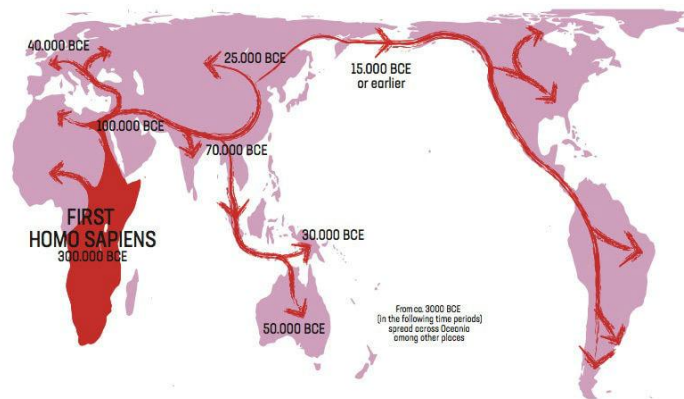 40.000 BCE
25.000 BCE
15.000 BCE
or earlier
100.000 BCE
70.000 BCE
FIRST
HOMO SAPIENS
300.000 BCE
30.000 BCE
50.000 BCE
From ca. 3000 BCE
(in the following time periods)
spread across Oceania
among other places